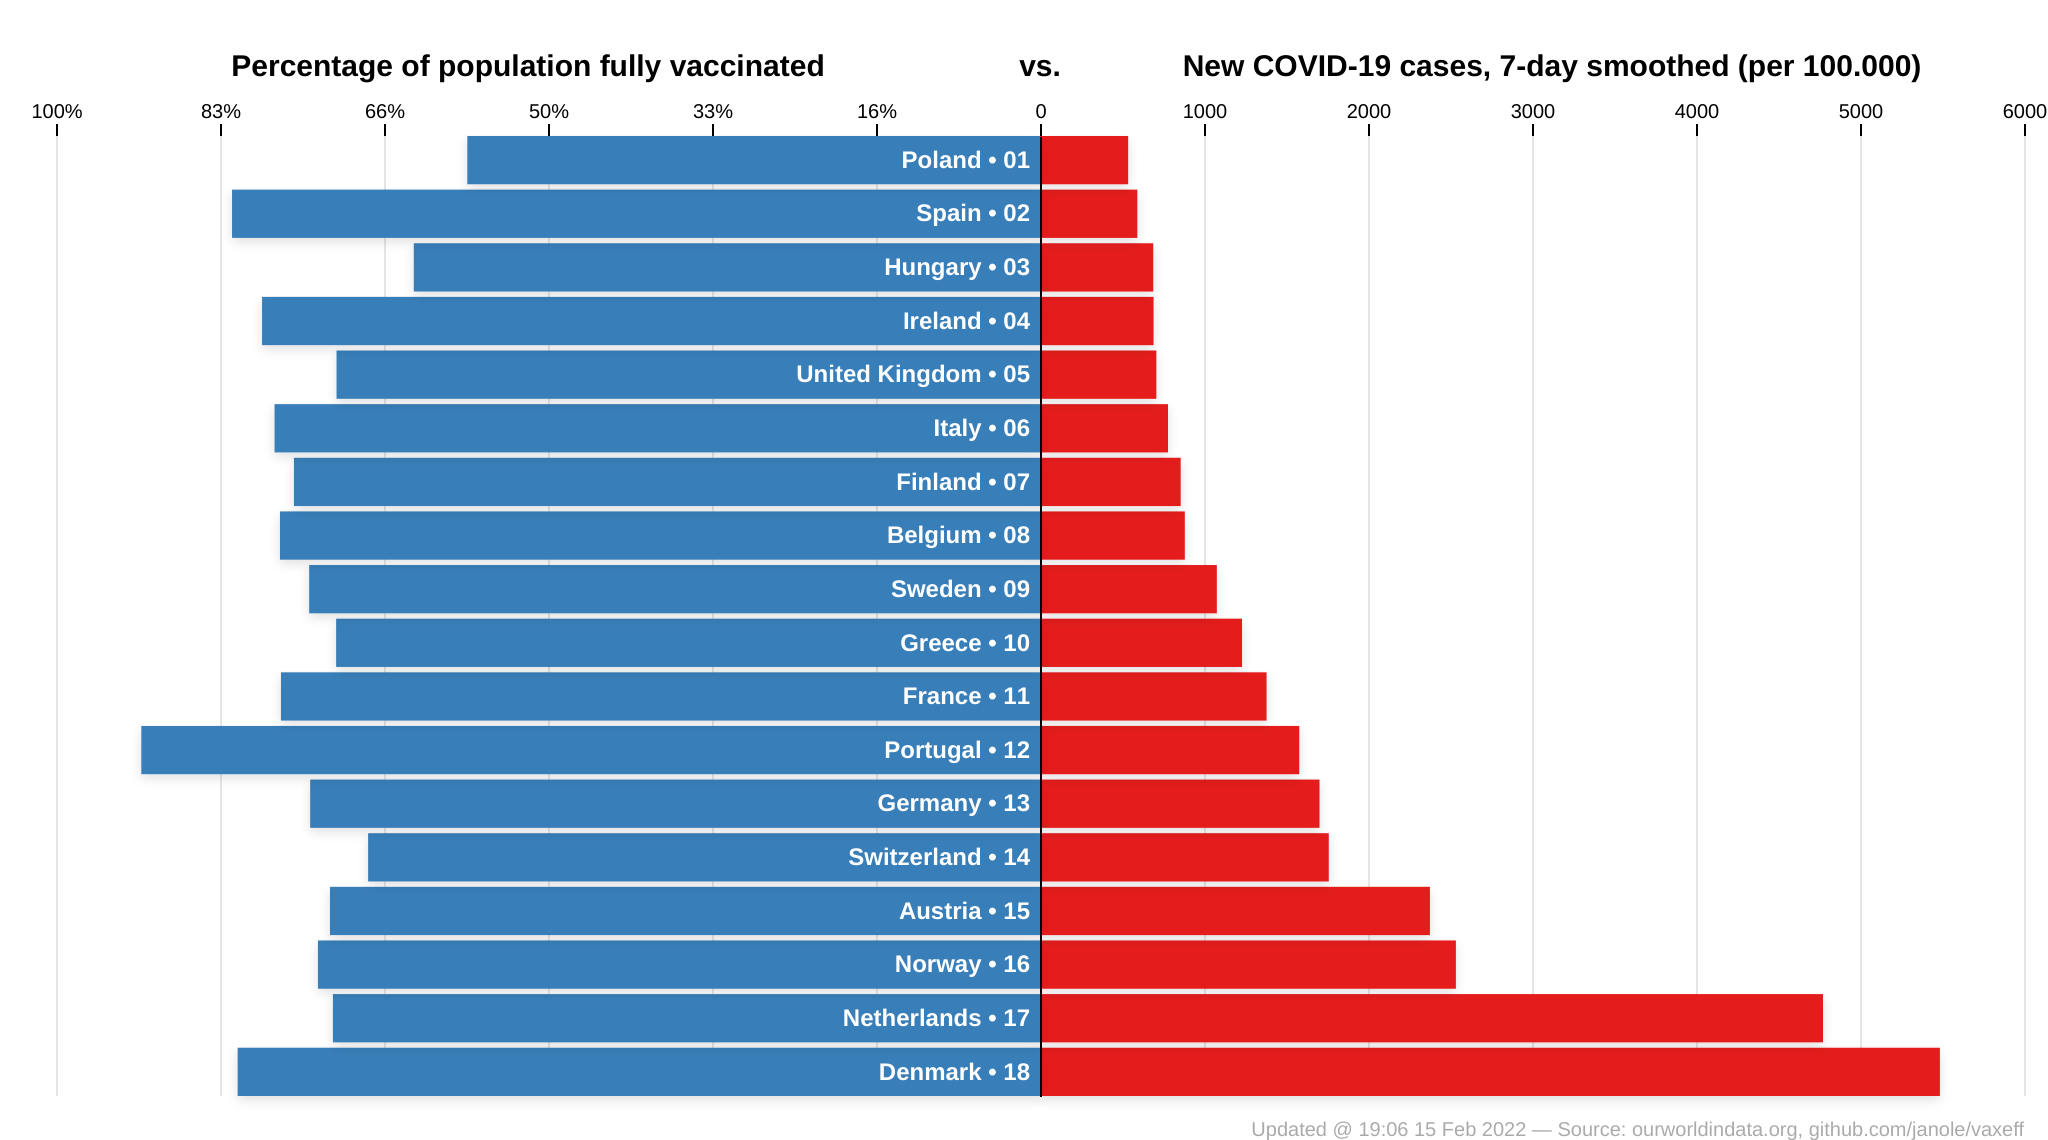 Percentage of population fully vaccinated vs. New COVID-19 cases, 7-day smoothed (per 100.000)
100% 83% 66% 50% 33% 16% 0 1000 2000 3000 4000 5000 6000
Poland • 01
Spain • 02
Hungary • 03
Ireland • 04
United Kingdom • 05
Italy • 06
Finland • 07
Belgium • 08
Sweden • 09
Greece • 10
France • 11
Portugal • 12
Germany • 13
Switzerland • 14
Austria • 15
Norway • 16
Netherlands • 17
Denmark • 18
Updated @ 19:06 15 Feb 2022 — Source: ourworldindata.org, github.com/janole/vaxeff